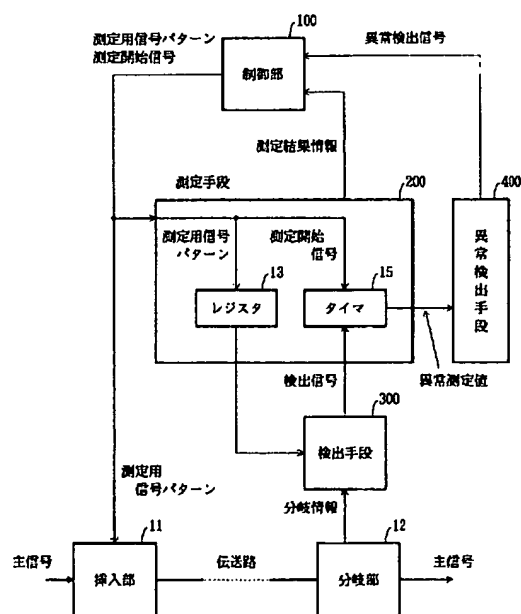 100
測定用信号パターン
測定開始信号
制御部
異常検出信号
測定結果情報
測定手段
200
400
測定用信号
パターン
測定開始
信号
13
15
レジスタ
タイマ
異常検出手段
検出信号
異常測定値
300
検出手段
測定用
信号パターン
分岐情報
11
12
主信号
挿入部
伝送路
分岐部
主信号